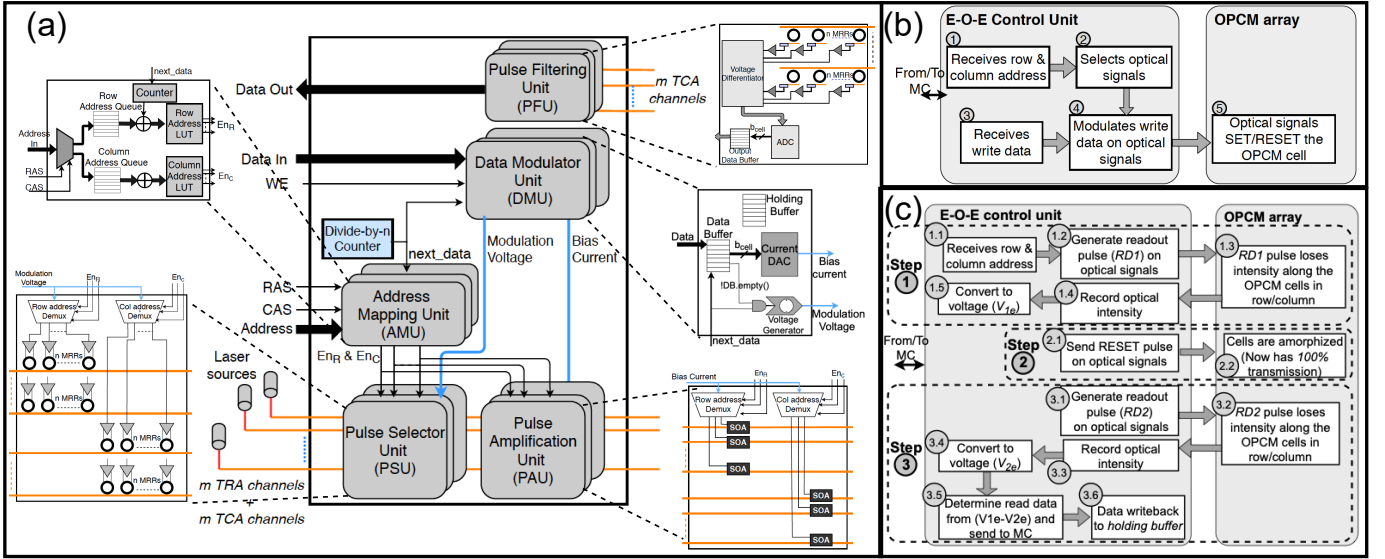 (a)
next_data
Counter
Row
Address Queue
Row
Address
LUT
En_R
Address
In
Column
Address Queue
Column
Address
LUT
En_C
RAS
CAS
Data Out
Pulse Filtering
Unit
(PFU)
m TCA
channels
Data In
WE
Data Modulator
Unit
(DMU)
Divide-by-n
Counter
next_data
Modulation
Voltage
Bias
Current
RAS
CAS
Address
Address
Mapping Unit
(AMU)
En_R & En_C
Laser
sources
Pulse Selector
Unit
(PSU)
Pulse
Amplification
Unit
(PAU)
m TRA channels
+
m TCA channels
Modulation
Voltage
En_R
En_c
Row address
Demux
Col address
Demux
n MRRs
n MRRs
n MRRs
n MRRs
n MRRs
Voltage
Differentiator
n MRRs
b_cell
ADC
Output
Data Buffer
Holding
Buffer
Data
Buffer
Data
b_cell
Current
DAC
Bias
current
!DB.empty()
Voltage
Generator
Modulation
Voltage
next_data
Bias Current
En_R
En_c
Row address
Demux
Col address
Demux
SOA
SOA
SOA
SOA
SOA
SOA
(b)
E-O-E Control Unit
OPCM array
From/To
MC
1
Receives row &
column address
2
Selects optical
signals
3
Receives
write data
4
Modulates write
data on optical
signals
5
Optical signals
SET/RESET the
OPCM cell
(c)
E-O-E control unit
OPCM array
From/To
MC
Step
1
1.1
Receives row &
column address
1.2
Generate readout
pulse (RD1) on
optical signals
1.3
RD1 pulse loses
intensity along the
OPCM cells in
row/column
1.4
Record optical
intensity
1.5
Convert to
voltage (V_1e)
Step
2
2.1
Send RESET pulse
on optical signals
2.2
Cells are amorphized
(Now has 100%
transmission)
Step
3
3.1
Generate readout
pulse (RD2)
on optical signals
3.2
RD2 pulse loses
intensity along the
OPCM cells in
row/column
3.3
Record optical
intensity
3.4
Convert to
voltage (V_2e)
3.5
Determine read data
from (V1e-V2e) and
send to MC
3.6
Data writeback
to holding buffer